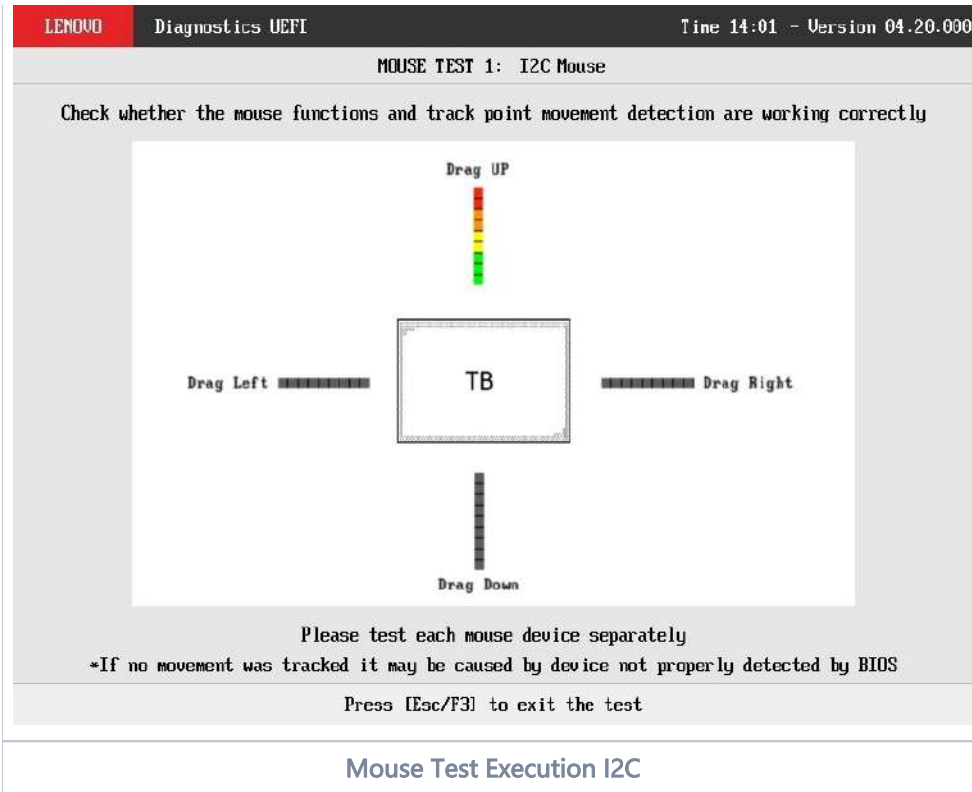 LENOVO Diagnostics UEFI Time 14:01 - Version 04.20.000
MOUSE TEST 1: I2C Mouse
Check whether the mouse functions and track point movement detection are working correctly
Drag UP
Drag Left TB Drag Right
Drag Down
Please test each mouse device separately
*If no movement was tracked it may be caused by device not properly detected by BIOS
Press [Esc/F3] to exit the test
Mouse Test Execution I2C